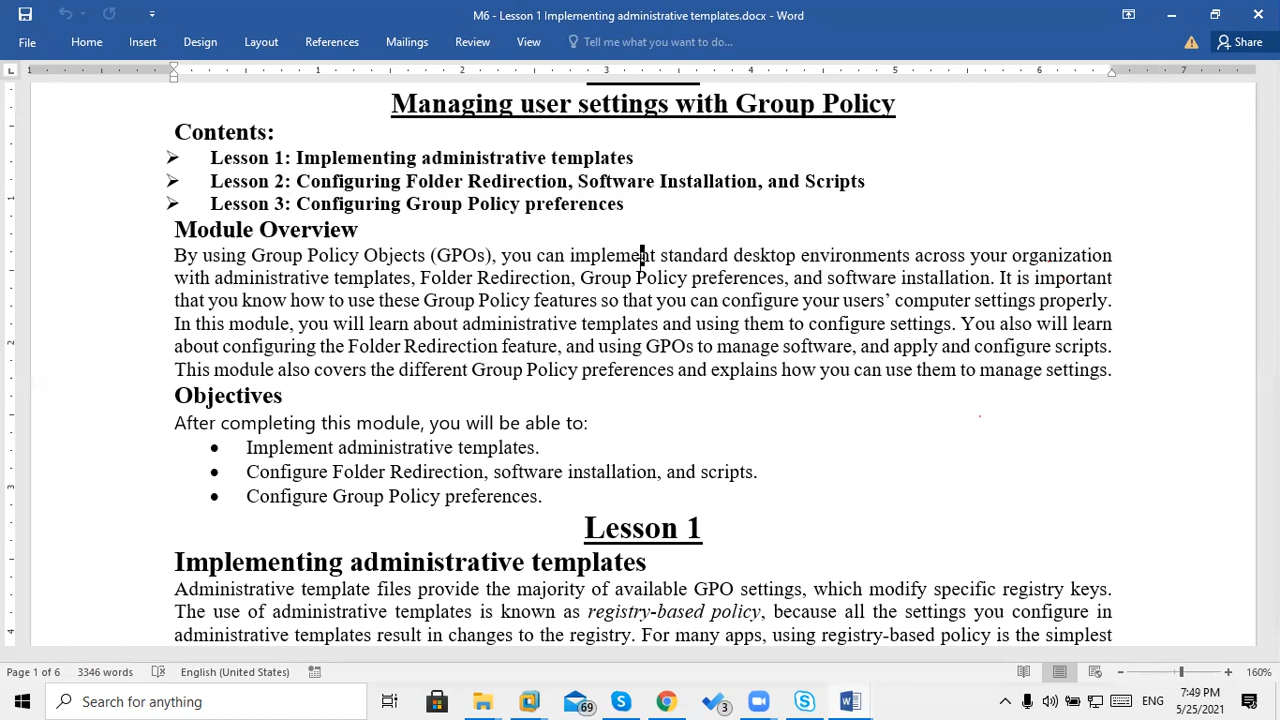 M6 - Lesson 1 Implementing administrative templates.docx - Word
File Home Insert Design Layout References Mailings Review View Tell me what you want to do... Share
1 1 2 3 4 5 6 7
Managing user settings with Group Policy
Contents:
➢ Lesson 1: Implementing administrative templates
➢ Lesson 2: Configuring Folder Redirection, Software Installation, and Scripts
➢ Lesson 3: Configuring Group Policy preferences
Module Overview
By using Group Policy Objects (GPOs), you can implement standard desktop environments across your organization
with administrative templates, Folder Redirection, Group Policy preferences, and software installation. It is important
that you know how to use these Group Policy features so that you can configure your users’ computer settings properly.
In this module, you will learn about administrative templates and using them to configure settings. You also will learn
about configuring the Folder Redirection feature, and using GPOs to manage software, and apply and configure scripts.
This module also covers the different Group Policy preferences and explains how you can use them to manage settings.
Objectives
After completing this module, you will be able to:
• Implement administrative templates.
• Configure Folder Redirection, software installation, and scripts.
• Configure Group Policy preferences.
Lesson 1
Implementing administrative templates
Administrative template files provide the majority of available GPO settings, which modify specific registry keys.
The use of administrative templates is known as registry-based policy, because all the settings you configure in
administrative templates result in changes to the registry. For many apps, using registry-based policy is the simplest
1
2
3
4
Page 1 of 6 3346 words English (United States) 160%
Search for anything 69 3 ENG 7:49 PM
5/25/2021